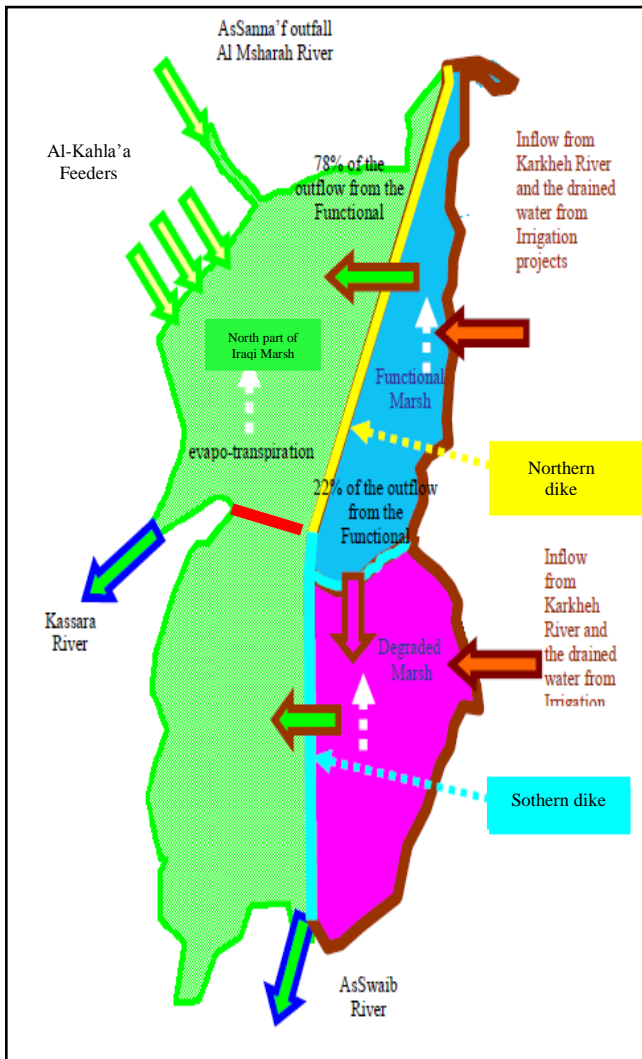 AsSanna’f outfall
Al Msharah River
Al-Kahla’a
Feeders
78% of the
outflow from the
Functional
Inflow from
Karkheh River
and the drained
water from
Irrigation
projects
North part of
Iraqi Marsh
Functional
Marsh
evapo-transpiration
Northern
dike
22% of the outflow
from the
Functional
Kassara
River
Inflow
from
Karkheh
River and
the drained
water from
Irrigation
Degraded
Marsh
Sothern dike
AsSwaib
River